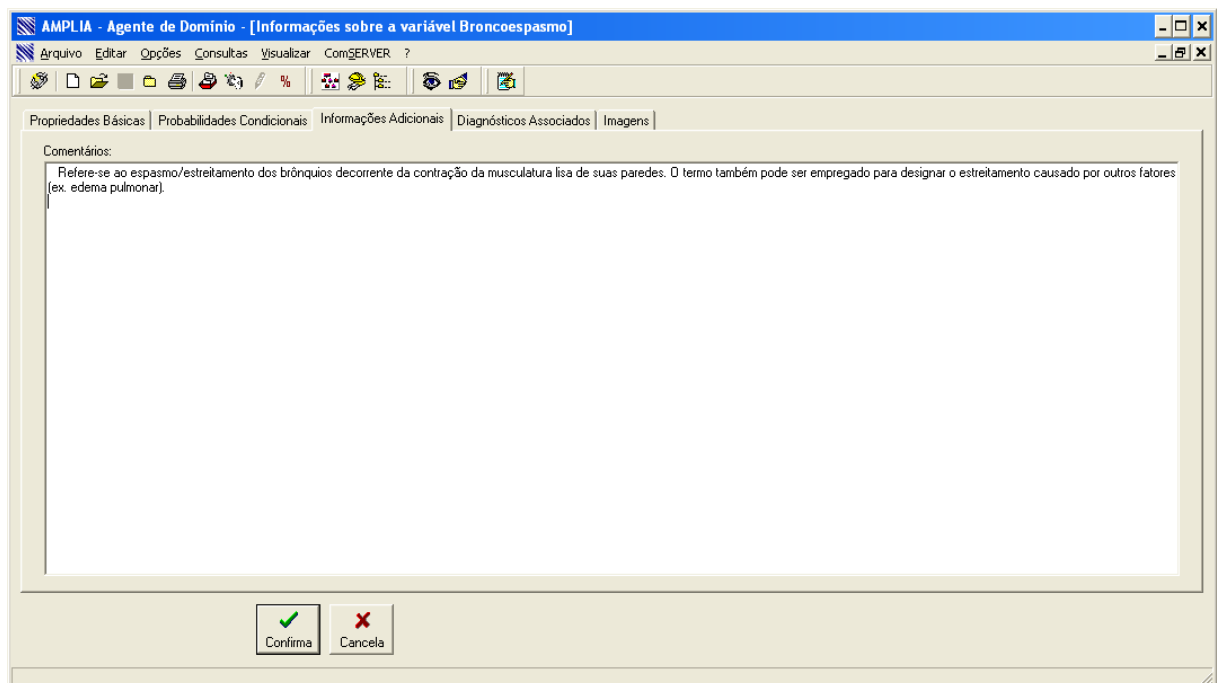 AMPLIA - Agente de Domínio - [Informações sobre a variável Broncoespasmo]
Arquivo Editar Opções Consultas Visualizar ComSERVER ?
%
Propriedades Básicas Probabilidades Condicionais Informações Adicionais Diagnósticos Associados Imagens
Comentários:
Refere-se ao espasmo/estreitamento dos brônquios decorrente da contração da musculatura lisa de suas paredes. O termo também pode ser empregado para designar o estreitamento causado por outros fatores
(ex. edema pulmonar).
Confirma Cancela